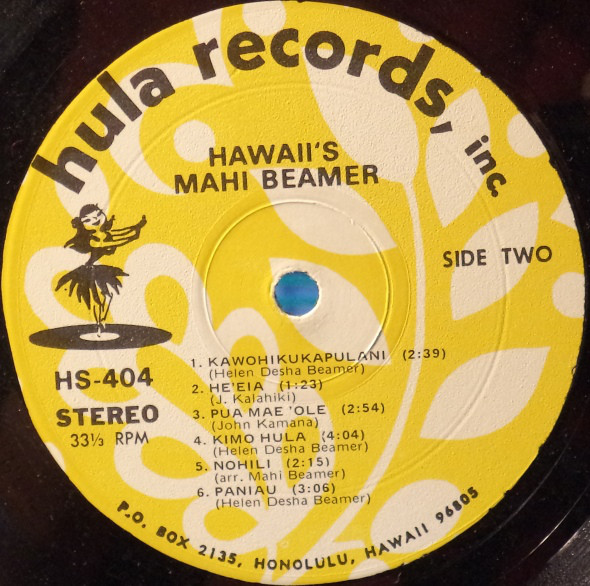 hula records, inc.
HAWAII'S
MAHI BEAMER
SIDE TWO
HS-404
STEREO
33⅓ RPM
1. KAWOHIKUKAPULANI (2:39)
(Helen Desha Beamer)
2. HE'EIA (1:23)
(J. Kalahiki)
3. PUA MAE 'OLE (2:54)
(John Kamana)
4. KIMO HULA (4:04)
(Helen Desha Beamer)
5. NOHILI (2:15)
(arr. Mahi Beamer)
6. PANIAU (3:06)
(Helen Desha Beamer)
P.O. BOX 2135, HONOLULU, HAWAII 96805